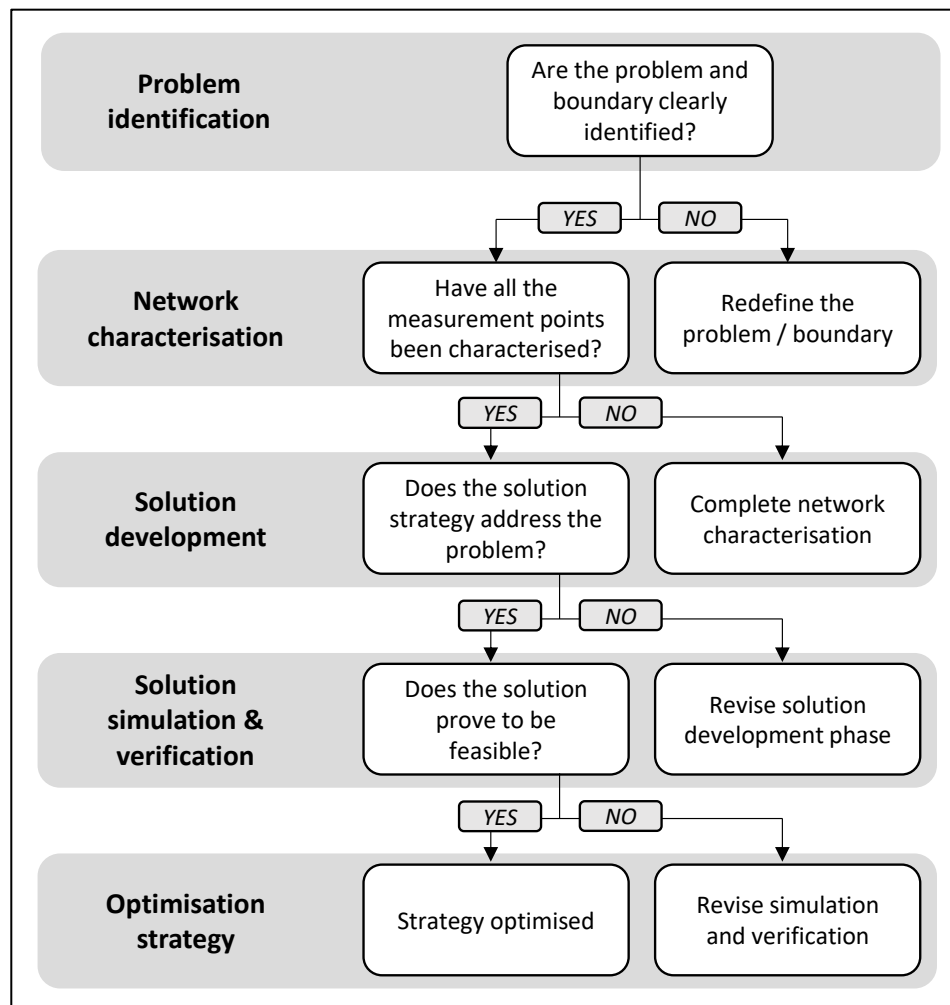 Problem
identification
Are the problem and
boundary clearly
identified?
YES
NO
Network
characterisation
Have all the
measurement points
been characterised?
Redefine the
problem / boundary
YES
NO
Solution
development
Does the solution
strategy address the
problem?
Complete network
characterisation
YES
NO
Solution
simulation &
verification
Does the solution
prove to be
feasible?
Revise solution
development phase
YES
NO
Optimisation
strategy
Strategy optimised
Revise simulation
and verification